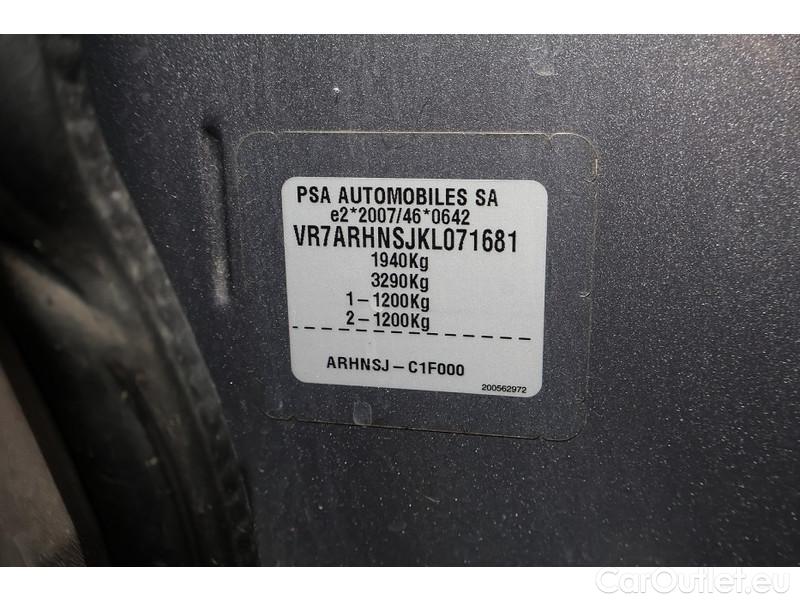 PSA AUTOMOBILES SA
e2*2007/46*0642
VR7ARHNSJKL071681
1940Kg
3290Kg
1-1200Kg
2-1200Kg
ARHNSJ-C1F000
200562972
CarOutlet.eu